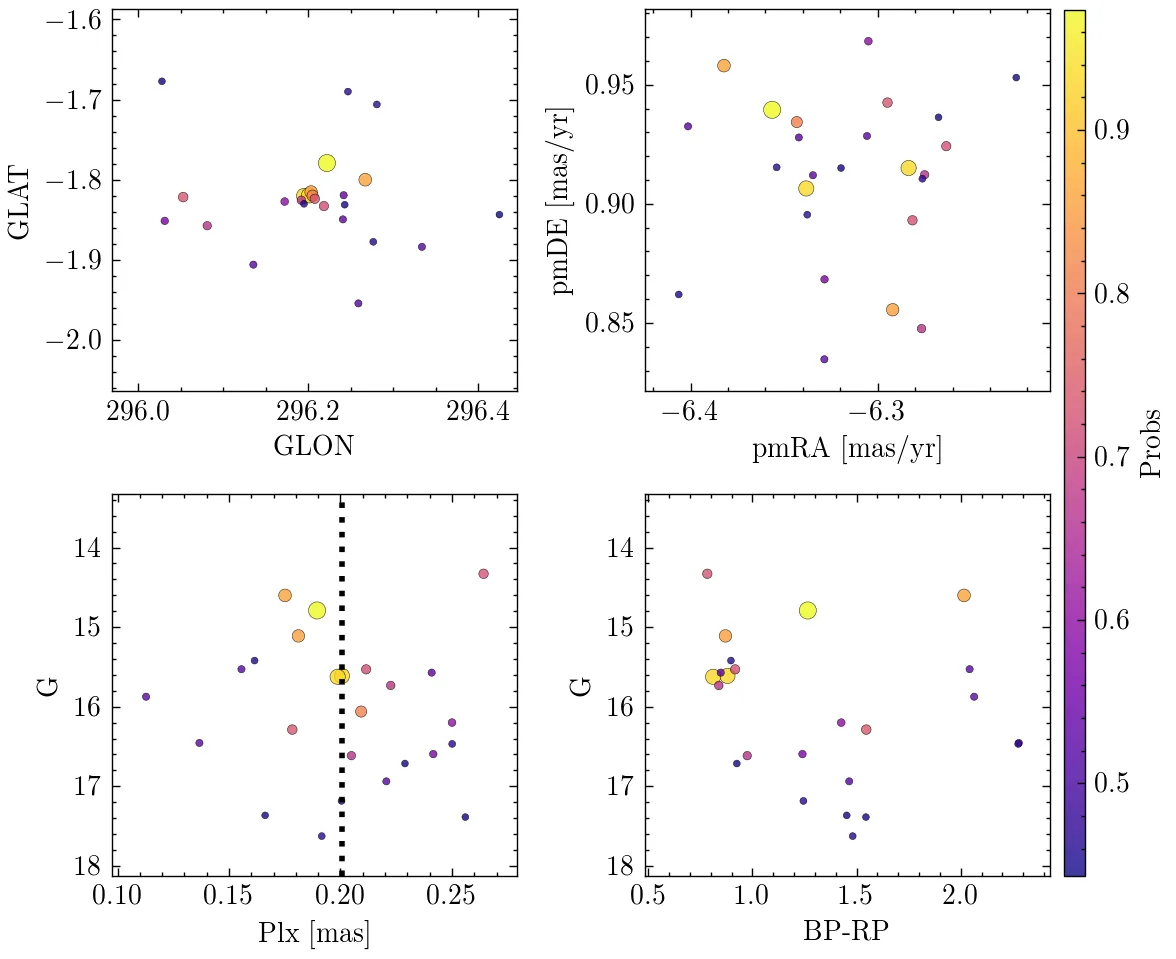 −1.6
−1.7
−1.8
−1.9
−2.0
GLAT
296.0 296.2 296.4
GLON
0.95
0.90
0.85
pmDE [mas/yr]
−6.4 −6.3
pmRA [mas/yr]
14
15
16
17
18
G
0.10 0.15 0.20 0.25
Plx [mas]
14
15
16
17
18
G
0.5 1.0 1.5 2.0
BP-RP
0.9
0.8
0.7
0.6
0.5
Probs